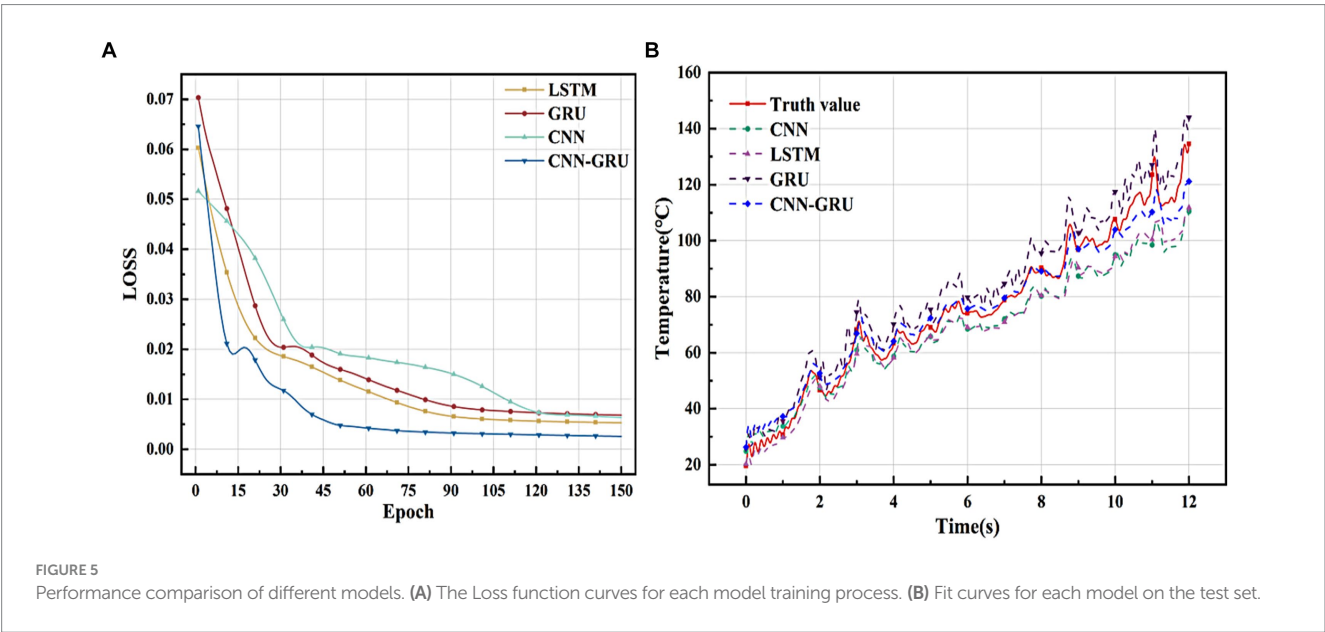 A
B
LOSS
0.07
0.06
0.05
0.04
0.03
0.02
0.01
0.00
LSTM
GRU
CNN
CNN-GRU
0 15 30 45 60 75 90 105 120 135 150
Epoch
Temperature(°C)
160
140
120
100
80
60
40
20
Truth value
CNN
LSTM
GRU
CNN-GRU
0 2 4 6 8 10 12
Time(s)
FIGURE 5
Performance comparison of different models. (A) The Loss function curves for each model training process. (B) Fit curves for each model on the test set.